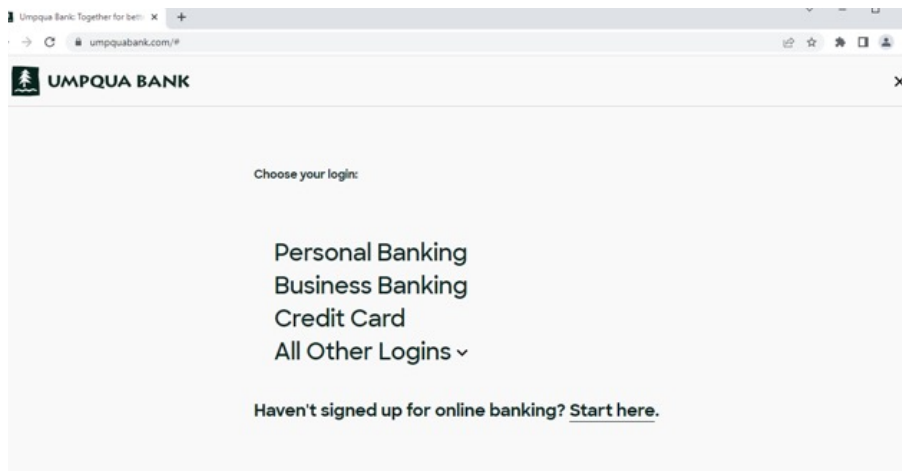 Umpqua Bank: Together for bett
umpquabank.com/#
UMPQUA BANK
Choose your login:
Personal Banking
Business Banking
Credit Card
All Other Logins
Haven't signed up for online banking? Start here.